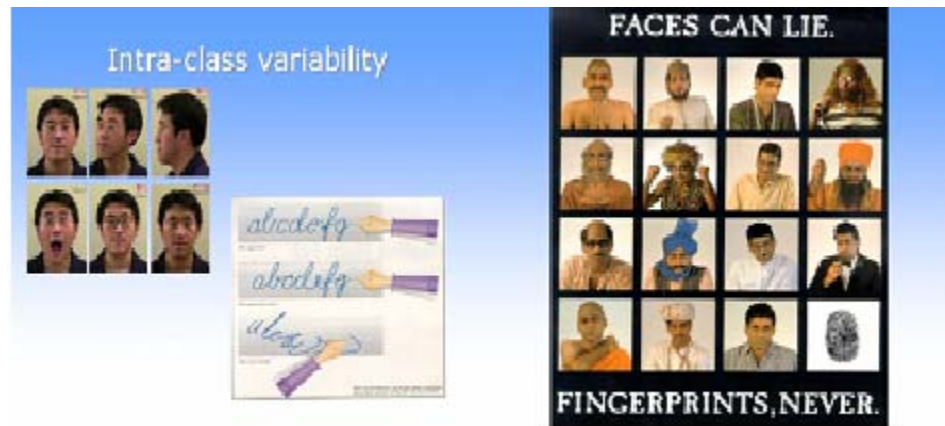 Intra-class variability
FACES CAN LIE.
abcdefg
abcdefg
FINGERPRINTS, NEVER.